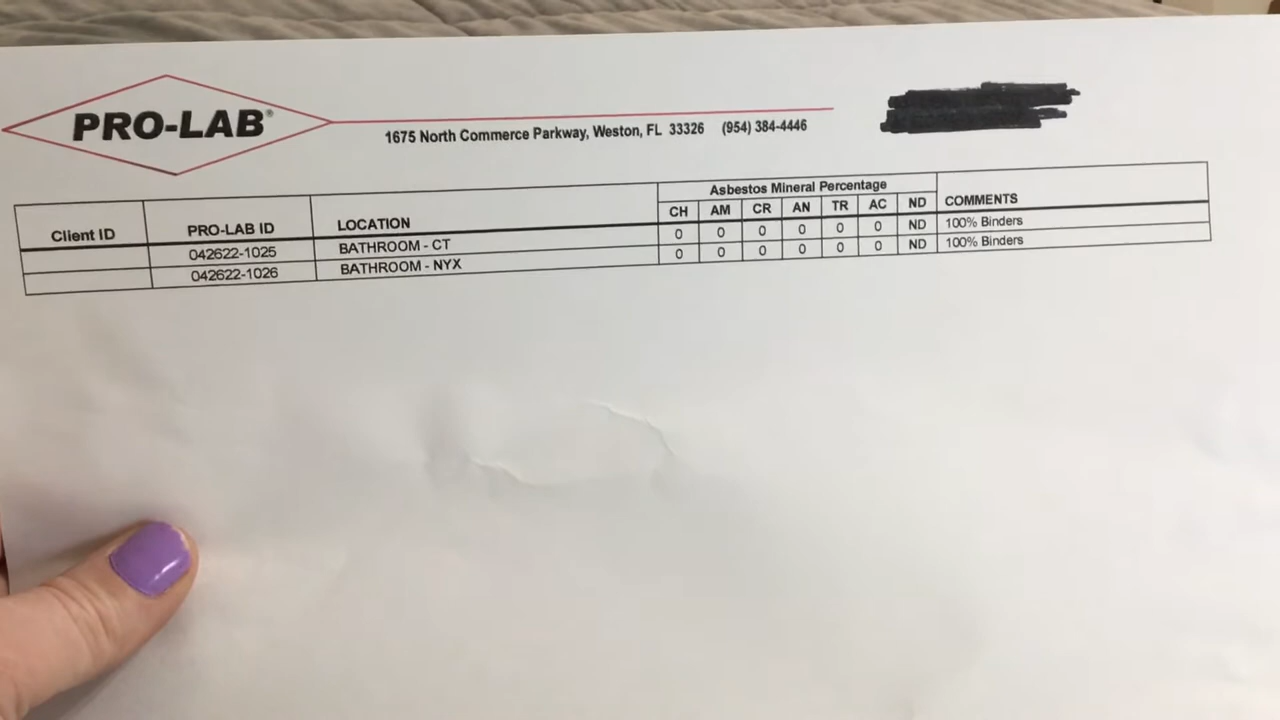 PRO-LAB®
1675 North Commerce Parkway, Weston, FL 33326 (954) 384-4446
Asbestos Mineral Percentage
Client ID PRO-LAB ID LOCATION CH AM CR AN TR AC ND COMMENTS
042622-1025 BATHROOM - CT 0 0 0 0 0 0 ND 100% Binders
042622-1026 BATHROOM - NYX 0 0 0 0 0 0 ND 100% Binders